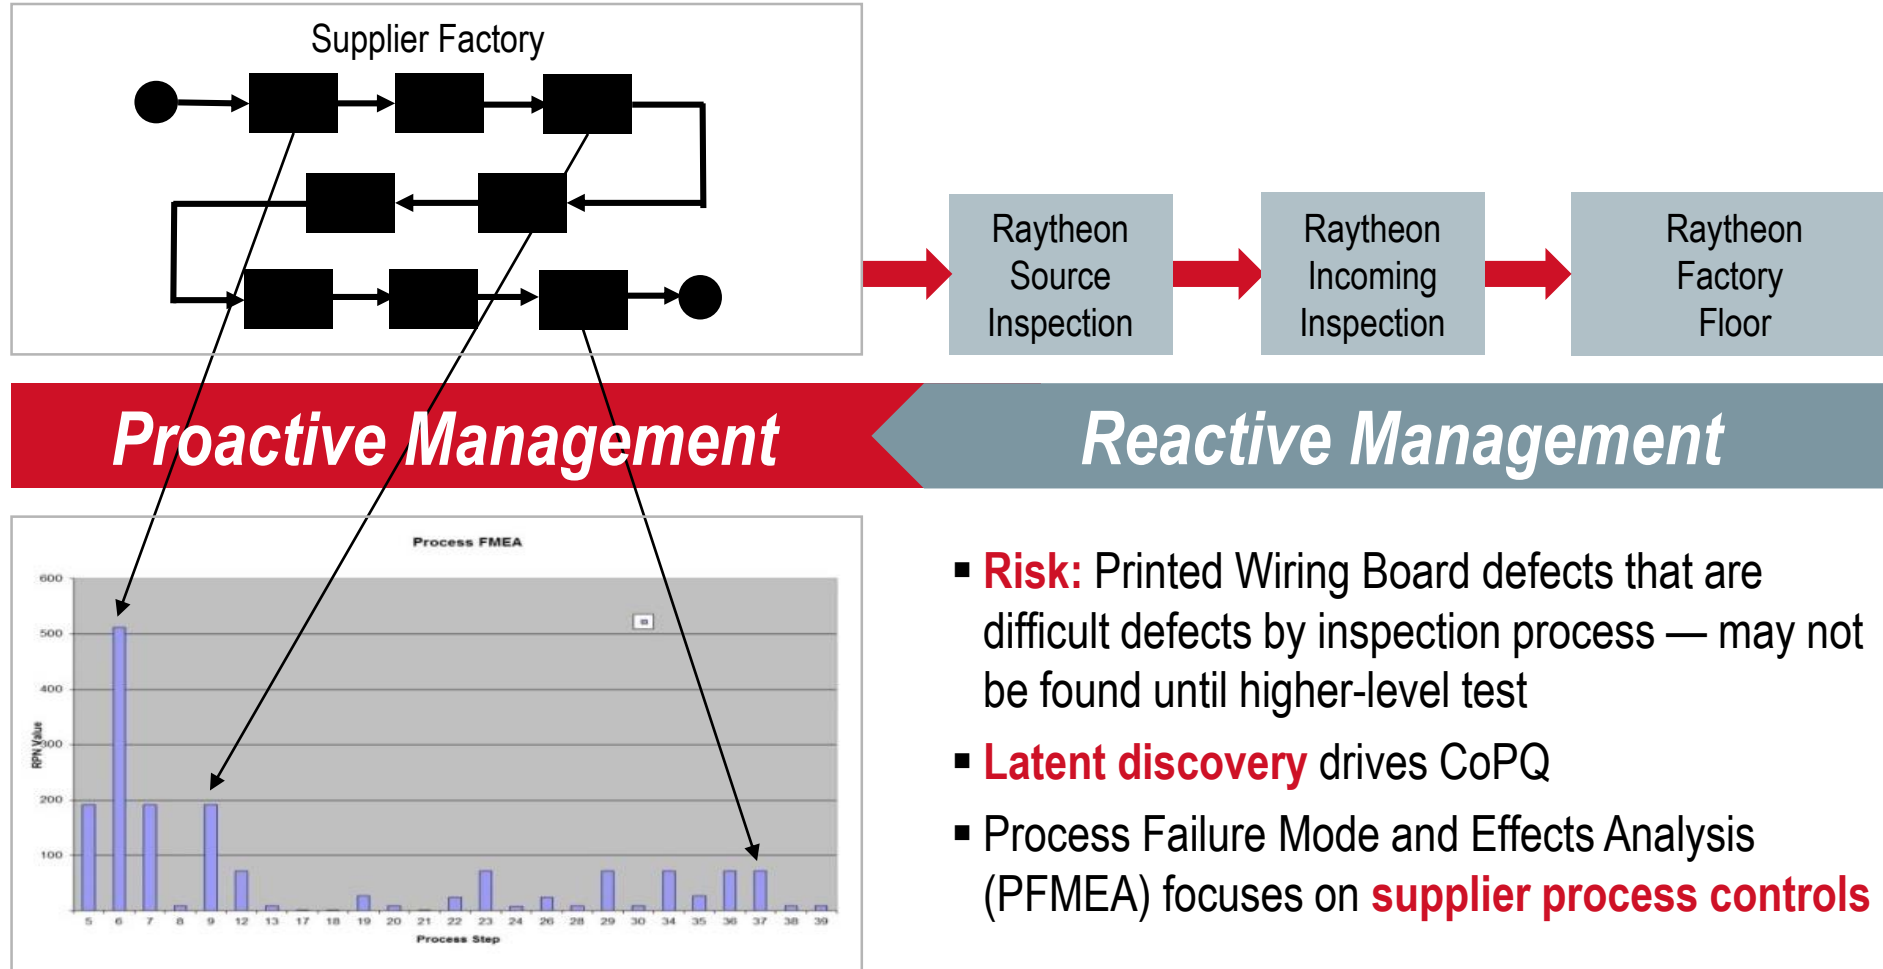 Supplier Factory
Raytheon
Source
Inspection
Raytheon
Incoming
Inspection
Raytheon
Factory
Floor
Proactive Management
Reactive Management
Process FMEA
600
500
400
300
200
100
RPN Value
5 6 7 8 9 12 13 17 18 19 20 21 22 23 24 26 28 29 30 34 35 36 37 38 39
Process Step
▪ Risk: Printed Wiring Board defects that are
difficult defects by inspection process — may not
be found until higher-level test
▪ Latent discovery drives CoPQ
▪ Process Failure Mode and Effects Analysis
(PFMEA) focuses on supplier process controls